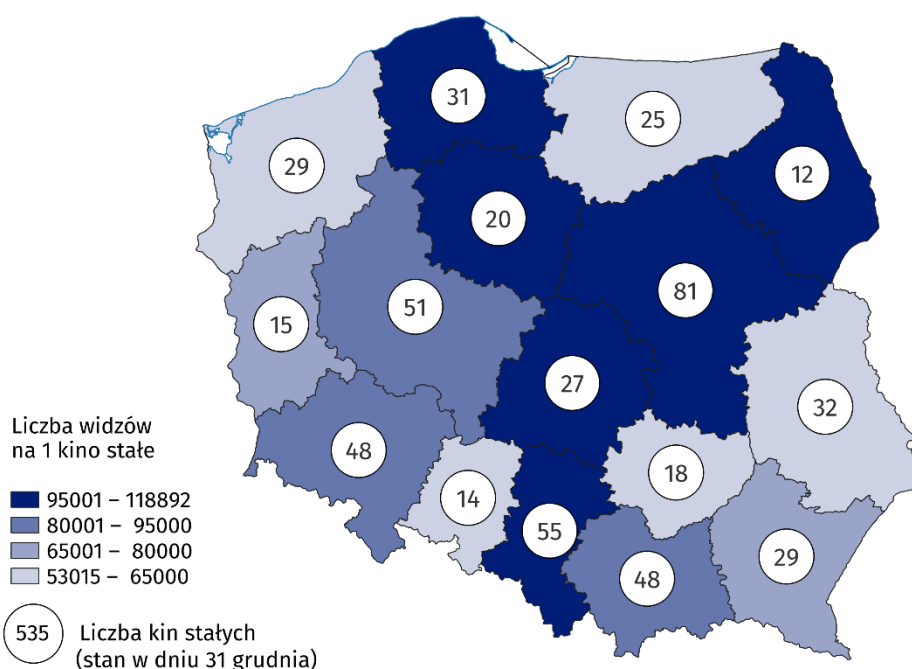 31
25
12
29
20
81
51
15
27
32
48
18
14
55
29
48
Liczba widzów
na 1 kino stałe
95001 – 118892
80001 – 95000
65001 – 80000
53015 – 65000
535 Liczba kin stałych
(stan w dniu 31 grudnia)